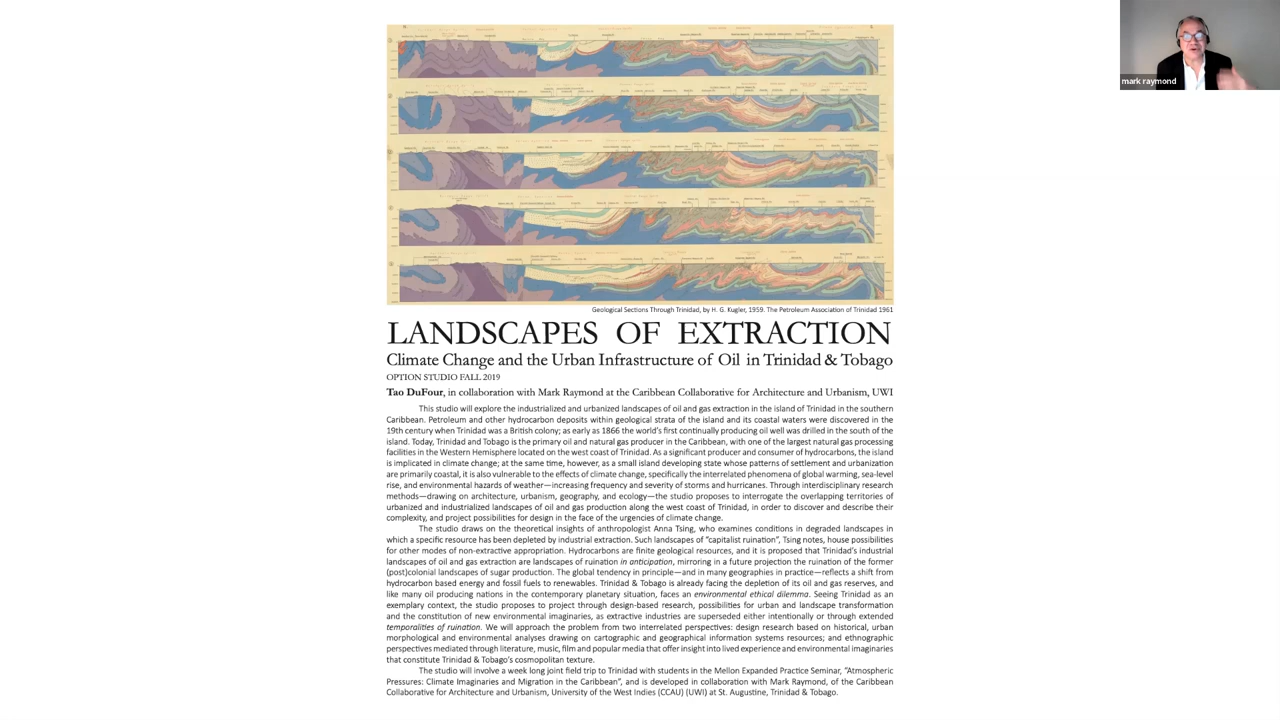 mark raymond
Geological Sections Through Trinidad, by H. G. Kugler, 1959. The Petroleum Association of Trinidad 1961
LANDSCAPES OF EXTRACTION
Climate Change and the Urban Infrastructure of Oil in Trinidad & Tobago
OPTION STUDIO FALL 2019
Tao DuFour, in collaboration with Mark Raymond at the Caribbean Collaborative for Architecture and Urbanism, UWI
This studio will explore the industrialized and urbanized landscapes of oil and gas extraction in the island of Trinidad in the southern
Caribbean. Petroleum and other hydrocarbon deposits within geological strata of the island and its coastal waters were discovered in the
19th century when Trinidad was a British colony; as early as 1866 the world's first continually producing oil well was drilled in the south of the
island. Today, Trinidad and Tobago is the primary oil and natural gas producer in the Caribbean, with one of the largest natural gas processing
facilities in the Western Hemisphere located on the west coast of Trinidad. As a significant producer and consumer of hydrocarbons, the island
is implicated in climate change; at the same time, however, as a small island developing state whose patterns of settlement and urbanization
are primarily coastal, it is also vulnerable to the effects of climate change, specifically the interrelated phenomena of global warming, sea-level
rise, and environmental hazards of weather—increasing frequency and severity of storms and hurricanes. Through interdisciplinary research
methods—drawing on architecture, urbanism, geography, and ecology—the studio proposes to interrogate the overlapping territories of
urbanized and industrialized landscapes of oil and gas production along the west coast of Trinidad, in order to discover and describe their
complexity, and project possibilities for design in the face of the urgencies of climate change.
The studio draws on the theoretical insights of anthropologist Anna Tsing, who examines conditions in degraded landscapes in
which a specific resource has been depleted by industrial extraction. Such landscapes of "capitalist ruination", Tsing notes, house possibilities
for other modes of non-extractive appropriation. Hydrocarbons are finite geological resources, and it is proposed that Trinidad's industrial
landscapes of oil and gas extraction are landscapes of ruination in anticipation, mirroring in a future projection the ruination of the former
(post)colonial landscapes of sugar production. The global tendency in principle—and in many geographies in practice—reflects a shift from
hydrocarbon based energy and fossil fuels to renewables. Trinidad & Tobago is already facing the depletion of its oil and gas reserves, and
like many oil producing nations in the contemporary planetary situation, faces an environmental ethical dilemma. Seeing Trinidad as an
exemplary context, the studio proposes to project through design-based research, possibilities for urban and landscape transformation
and the constitution of new environmental imaginaries, as extractive industries are superseded either intentionally or through extended
temporalities of ruination. We will approach the problem from two interrelated perspectives: design research based on historical, urban
morphological and environmental analyses drawing on cartographic and geographical information systems resources; and ethnographic
perspectives mediated through literature, music, film and popular media that offer insight into lived experience and environmental imaginaries
that constitute Trinidad & Tobago's cosmopolitan texture.
The studio will involve a week long joint field trip to Trinidad with students in the Mellon Expanded Practice Seminar, "Atmospheric
Pressures: Climate Imaginaries and Migration in the Caribbean", and is developed in collaboration with Mark Raymond, of the Caribbean
Collaborative for Architecture and Urbanism, University of the West Indies (CCAU) (UWI) at St. Augustine, Trinidad & Tobago.